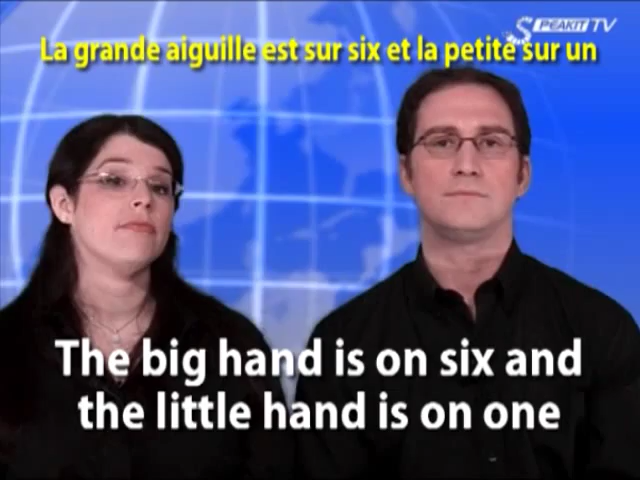 SPEAKIT TV
La grande aiguille est sur six et la petite sur un
The big hand is on six and
the little hand is on one